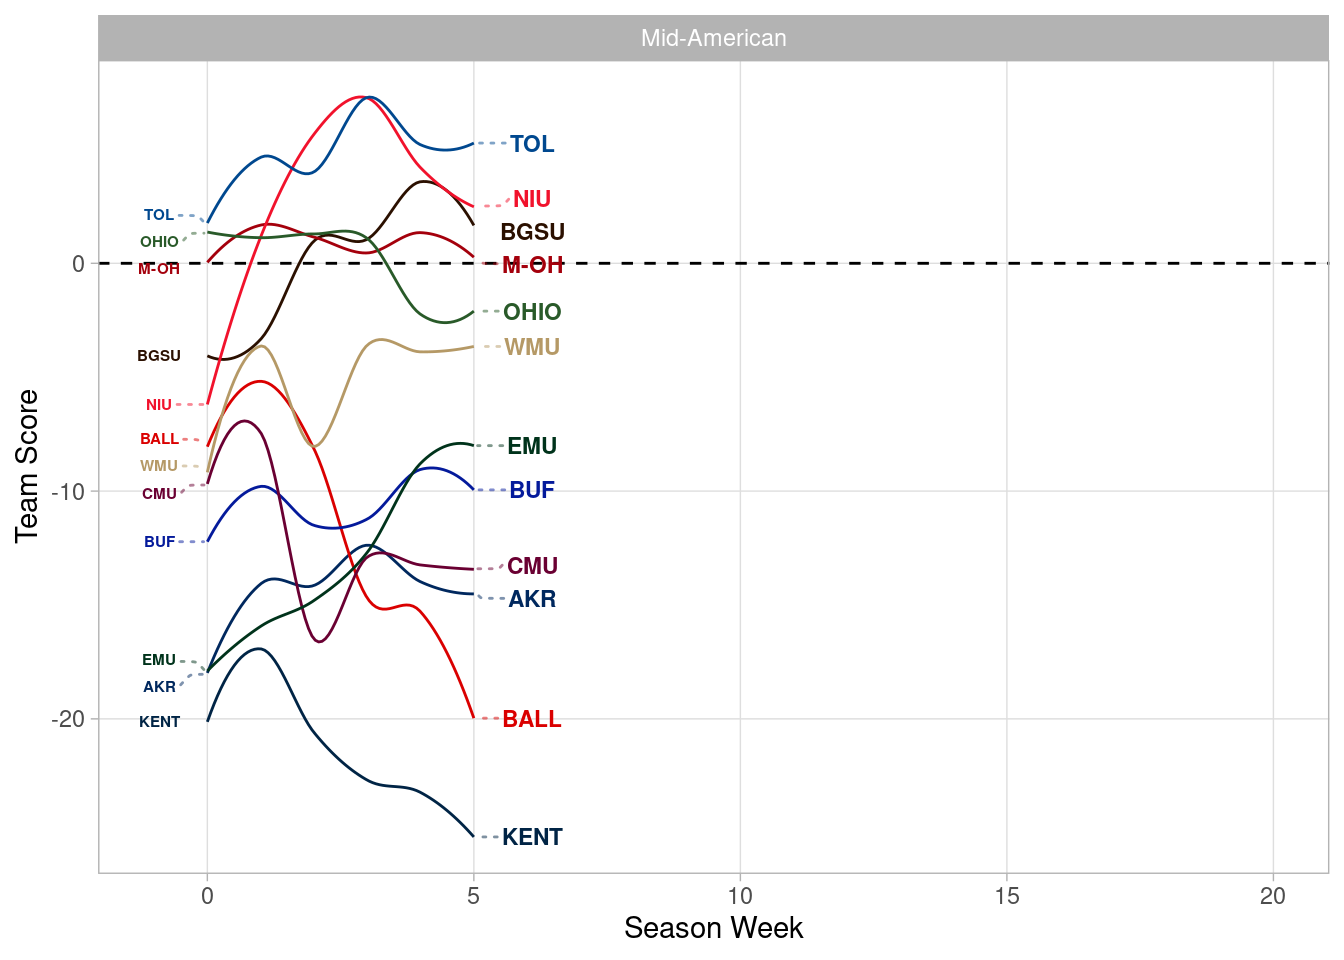 Mid-American
Team Score
0
-10
-20
TOL
OHIO
M-OH
BGSU
NIU
BALL
WMU
CMU
BUF
EMU
AKR
KENT
TOL
NIU
BGSU
M-OH
OHIO
WMU
EMU
BUF
CMU
AKR
BALL
KENT
0 5 10 15 20
Season Week